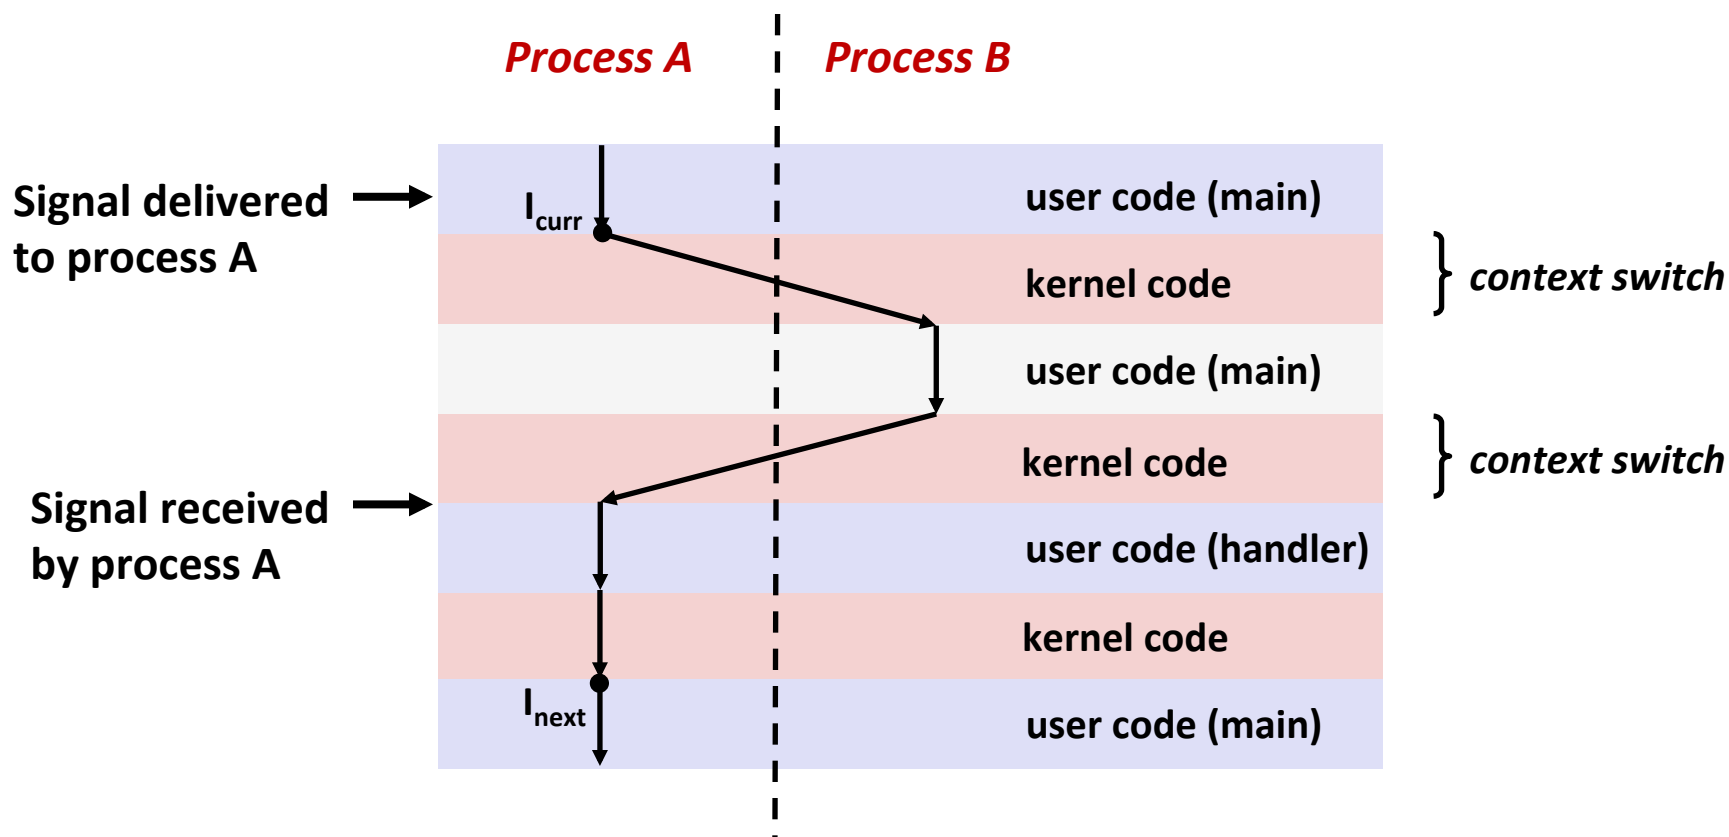 Process A
Process B
Signal delivered
to process A
Icurr
user code (main)
kernel code
context switch
user code (main)
kernel code
context switch
Signal received
by process A
user code (handler)
kernel code
Inext
user code (main)